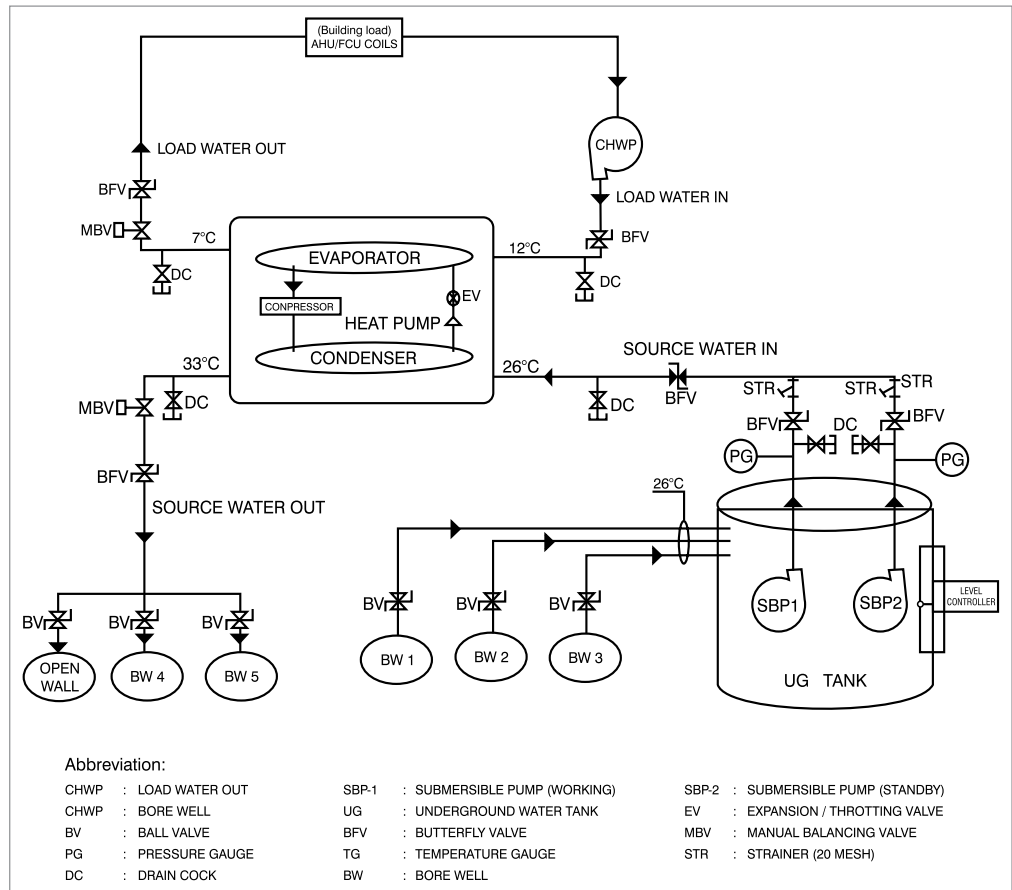 (Building load)
AHU/FCU COILS
CHWP
LOAD WATER OUT
BFV
MBV
7°C
DC
LOAD WATER IN
BFV
12°C
DC
EVAPORATOR
CONPRESSOR
EV
HEAT PUMP
CONDENSER
33°C
MBV
DC
BFV
SOURCE WATER OUT
26°C
SOURCE WATER IN
BFV
DC
STR
STR
STR
BFV
DC
BFV
PG
PG
26°C
BV
BV
BV
OPEN
WALL
BW 4
BW 5
BV
BV
BV
BW 1
BW 2
BW 3
SBP1
SBP2
LEVEL
CONTROLLER
UG TANK
Abbreviation:
CHWP : LOAD WATER OUT
CHWP : BORE WELL
BV : BALL VALVE
PG : PRESSURE GAUGE
DC : DRAIN COCK
SBP-1 : SUBMERSIBLE PUMP (WORKING)
UG : UNDERGROUND WATER TANK
BFV : BUTTERFLY VALVE
TG : TEMPERATURE GAUGE
BW : BORE WELL
SBP-2 : SUBMERSIBLE PUMP (STANDBY)
EV : EXPANSION / THROTTING VALVE
MBV : MANUAL BALANCING VALVE
STR : STRAINER (20 MESH)